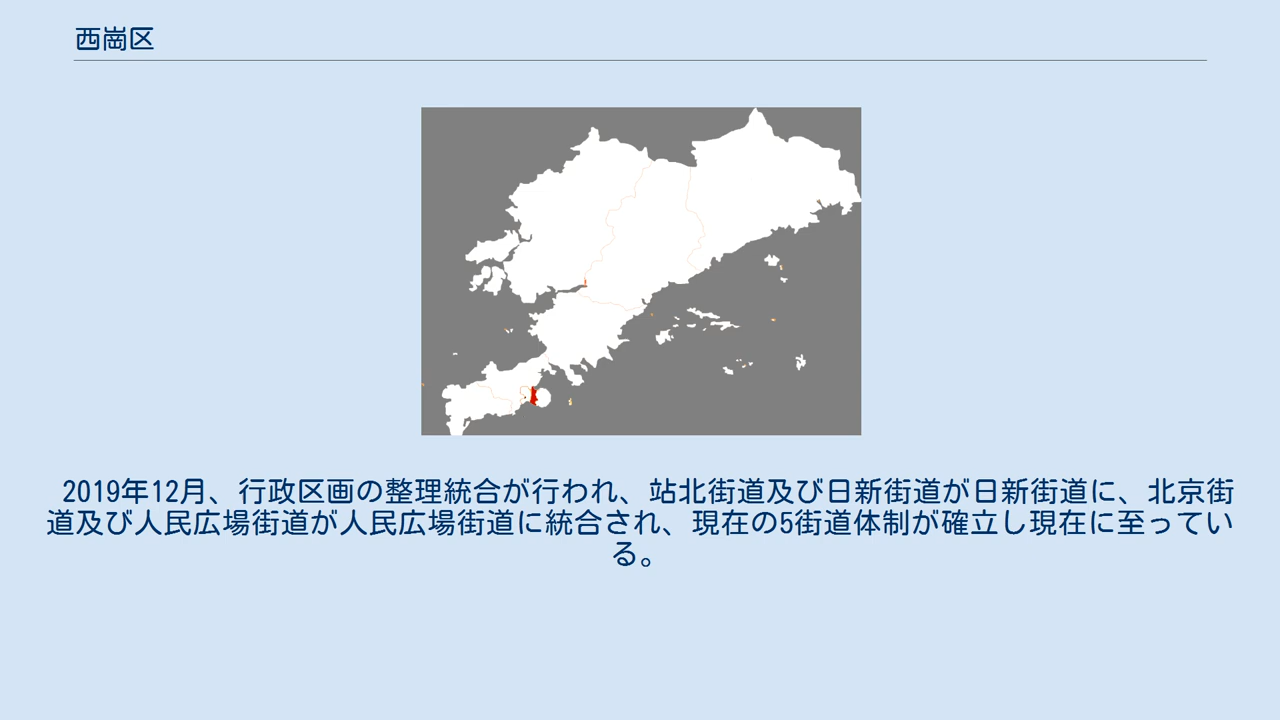 西崗区
2019年12月、行政区画の整理統合が行われ、站北街道及び日新街道が日新街道に、北京街
道及び人民広場街道が人民広場街道に統合され、現在の5街道体制が確立し現在に至ってい
る。